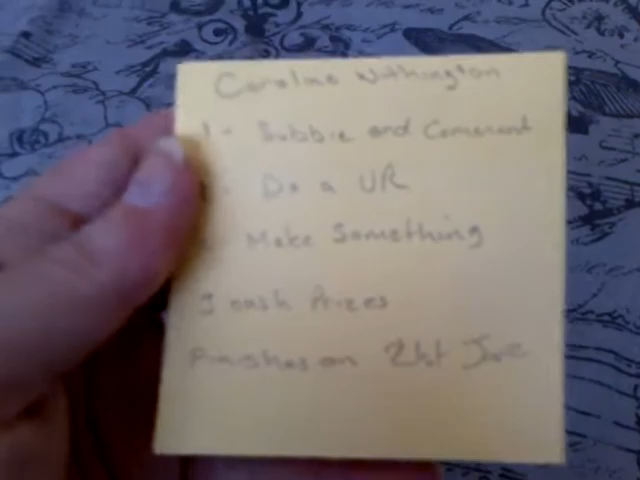 Caroline Withington
1- Subbie and Comment
Do a VR
Make Something
3 cash Prizes
Finishes on 21st June